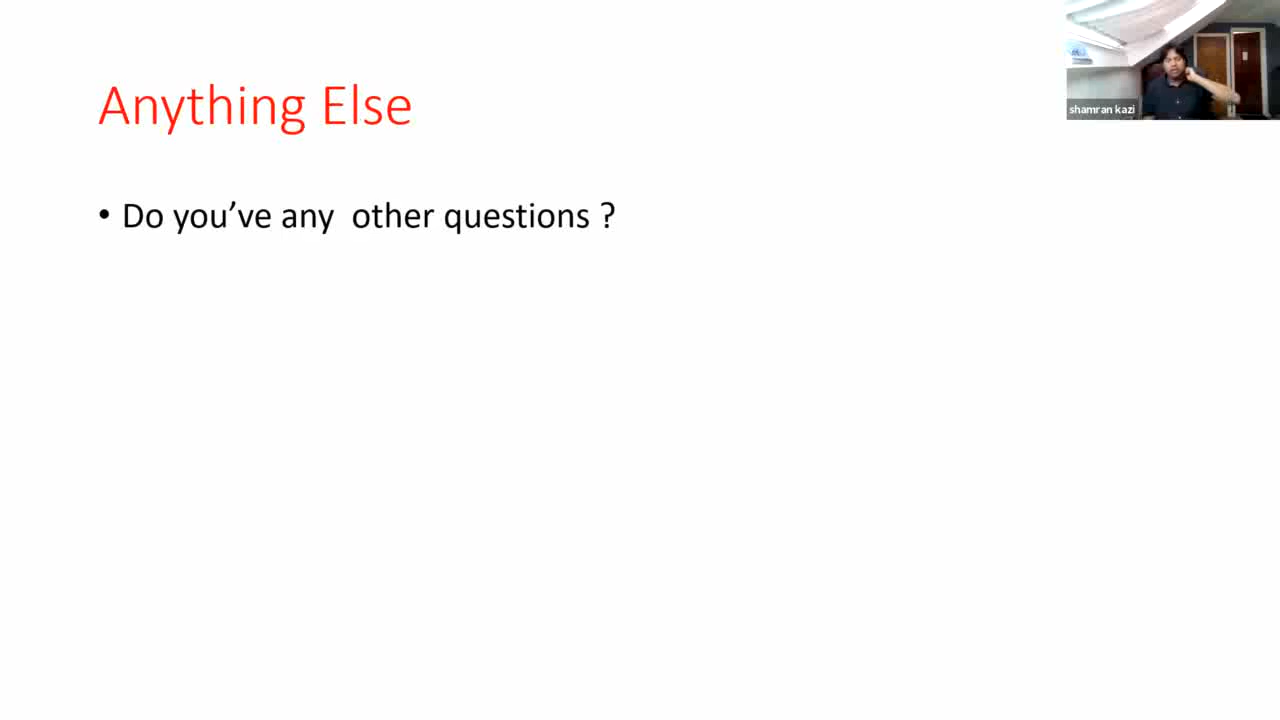 Anything Else
• Do you’ve any  other questions ?
shamran kazi